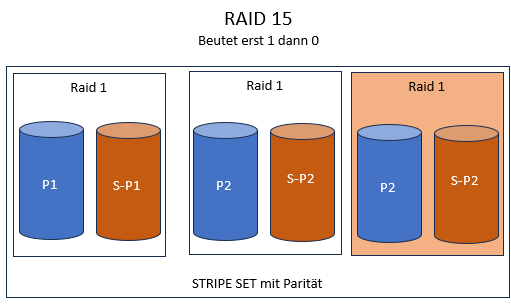 RAID 15
Beutet erst 1 dann 0
Raid 1
Raid 1
Raid 1
P1
S-P1
P2
S-P2
P2
S-P2
STRIPE SET mit Parität